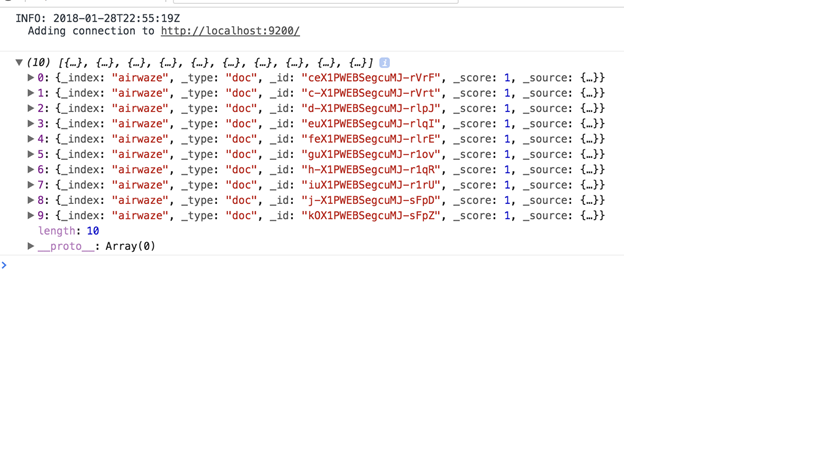 INFO: 2018-01-28T22:55:19Z
Adding connection to http://localhost:9200/
▼ (10) [{…}, {…}, {…}, {…}, {…}, {…}, {…}, {…}, {…}, {…}] i
▶ 0: {_index: "airwaze", _type: "doc", _id: "ceX1PWEBSegcuMJ-rVrF", _score: 1, _source: {…}}
▶ 1: {_index: "airwaze", _type: "doc", _id: "c-X1PWEBSegcuMJ-rVrt", _score: 1, _source: {…}}
▶ 2: {_index: "airwaze", _type: "doc", _id: "d-X1PWEBSegcuMJ-rlpJ", _score: 1, _source: {…}}
▶ 3: {_index: "airwaze", _type: "doc", _id: "euX1PWEBSegcuMJ-rlqI", _score: 1, _source: {…}}
▶ 4: {_index: "airwaze", _type: "doc", _id: "feX1PWEBSegcuMJ-rlrE", _score: 1, _source: {…}}
▶ 5: {_index: "airwaze", _type: "doc", _id: "guX1PWEBSegcuMJ-r1ov", _score: 1, _source: {…}}
▶ 6: {_index: "airwaze", _type: "doc", _id: "h-X1PWEBSegcuMJ-r1qR", _score: 1, _source: {…}}
▶ 7: {_index: "airwaze", _type: "doc", _id: "iuX1PWEBSegcuMJ-r1rU", _score: 1, _source: {…}}
▶ 8: {_index: "airwaze", _type: "doc", _id: "j-X1PWEBSegcuMJ-sFpD", _score: 1, _source: {…}}
▶ 9: {_index: "airwaze", _type: "doc", _id: "kOX1PWEBSegcuMJ-sFpZ", _score: 1, _source: {…}}
length: 10
▶ __proto__: Array(0)
>